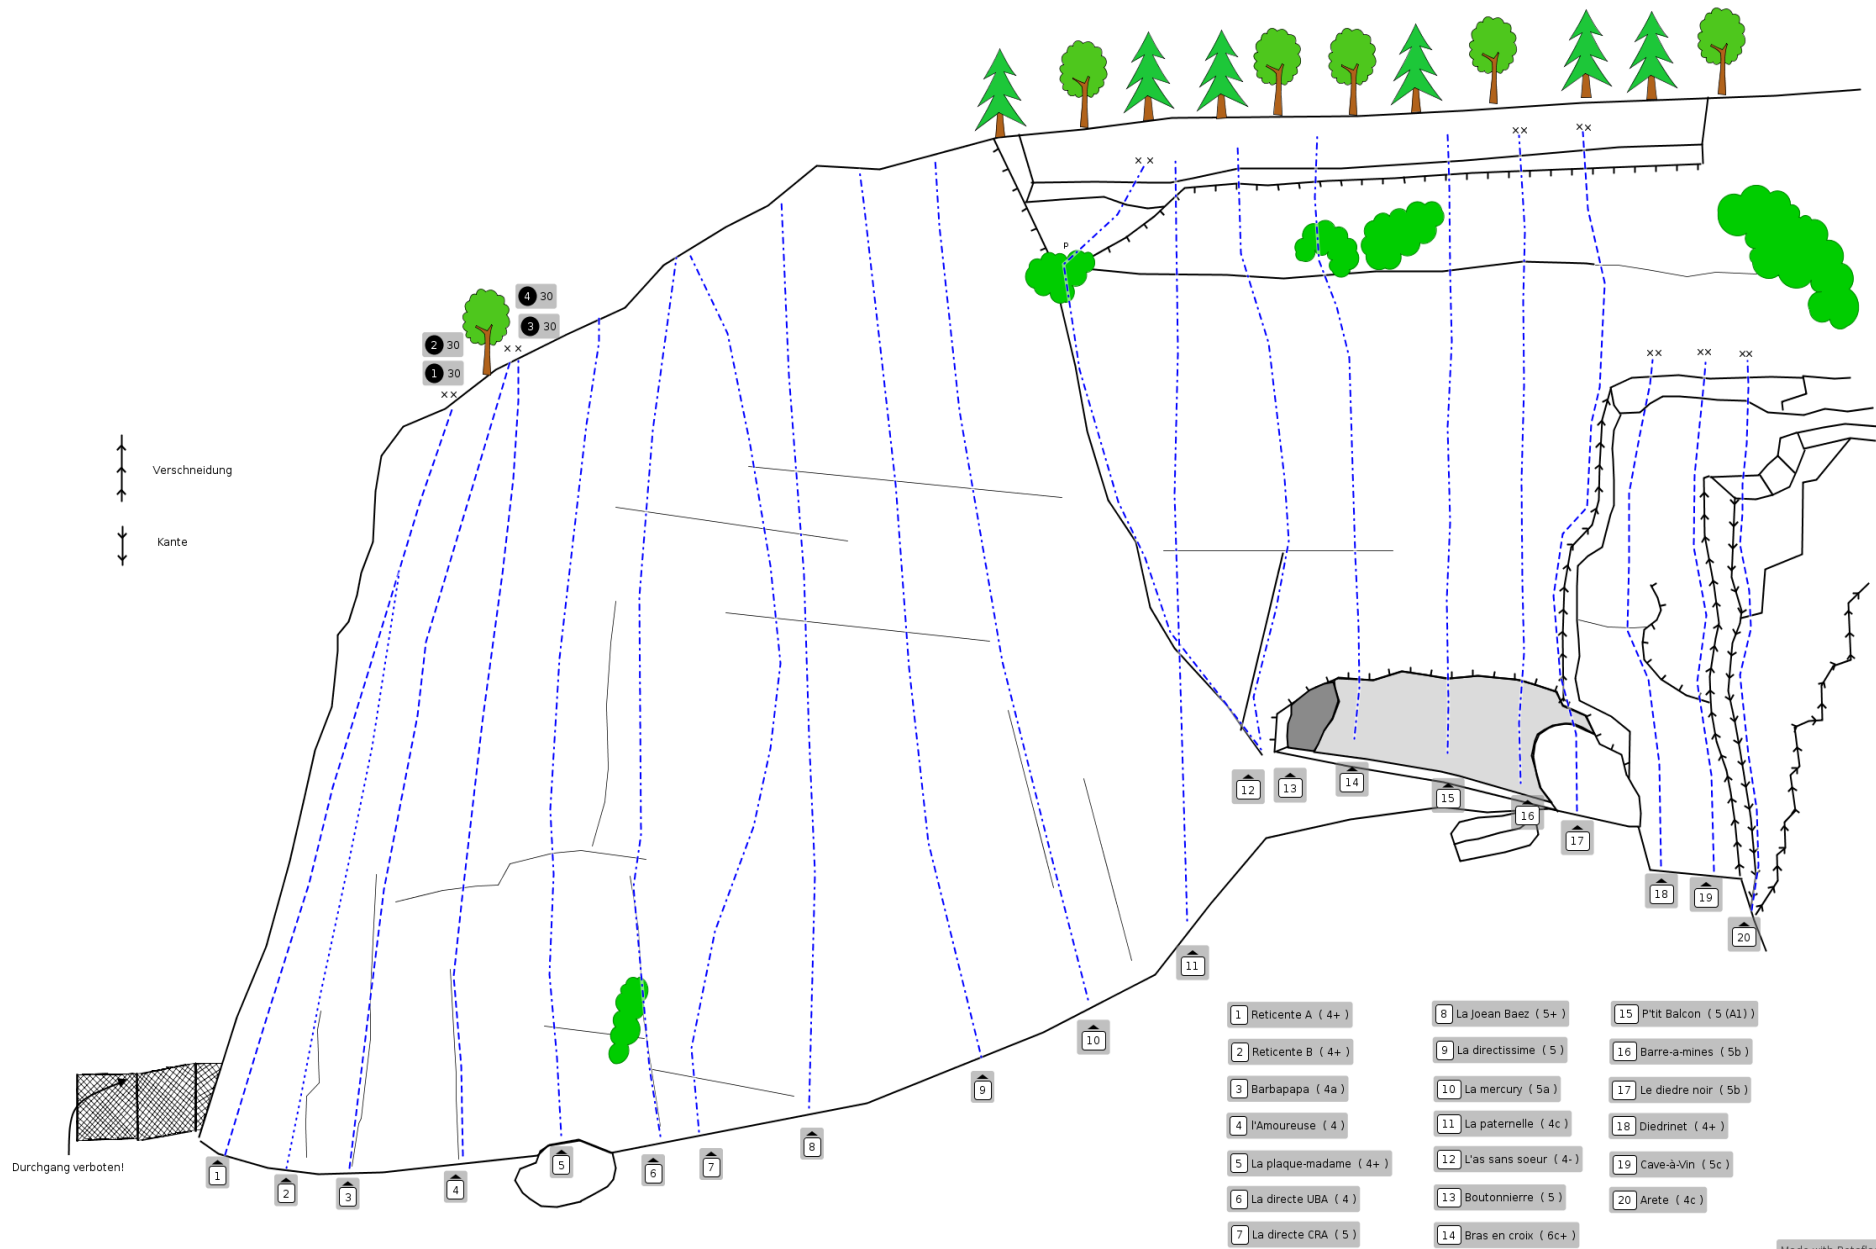 4 30
3 30
2 30
1 30
××
××
××
××
××
××
××
××
P
Verschneidung
Kante
Durchgang verboten!
1
2
3
4
5
6
7
8
9
10
11
12
13
14
15
16
17
18
19
20
1 Reticente A ( 4+ )
2 Reticente B ( 4+ )
3 Barbapapa ( 4a )
4 l'Amoureuse ( 4 )
5 La plaque-madame ( 4+ )
6 La directe UBA ( 4 )
7 La directe CRA ( 5 )
8 La Joean Baez ( 5+ )
9 La directissime ( 5 )
10 La mercury ( 5a )
11 La paternelle ( 4c )
12 L'as sans soeur ( 4- )
13 Boutonnierre ( 5 )
14 Bras en croix ( 6c+ )
15 P'tit Balcon ( 5 (A1) )
16 Barre-a-mines ( 5b )
17 Le diedre noir ( 5b )
18 Diedrinet ( 4+ )
19 Cave-à-Vin ( 5c )
20 Arete ( 4c )
Made with